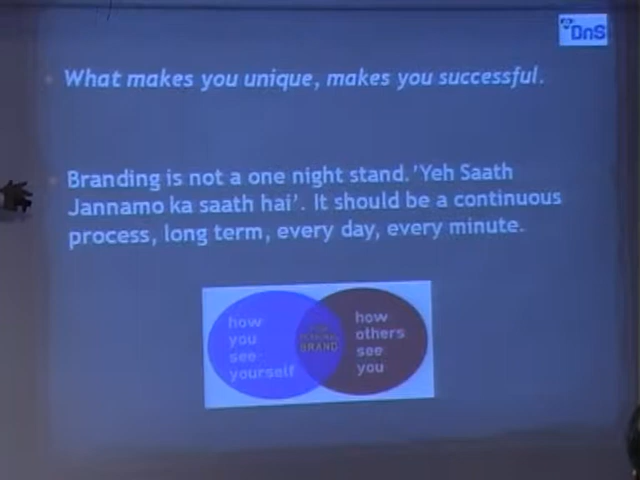 DnS
What makes you unique, makes you successful.
Branding is not a one night stand.'Yeh Saath
Jannamo ka saath hai'. It should be a continuous
process, long term, every day, every minute.
how
you
see
yourself
BRAND
how
others
see
you